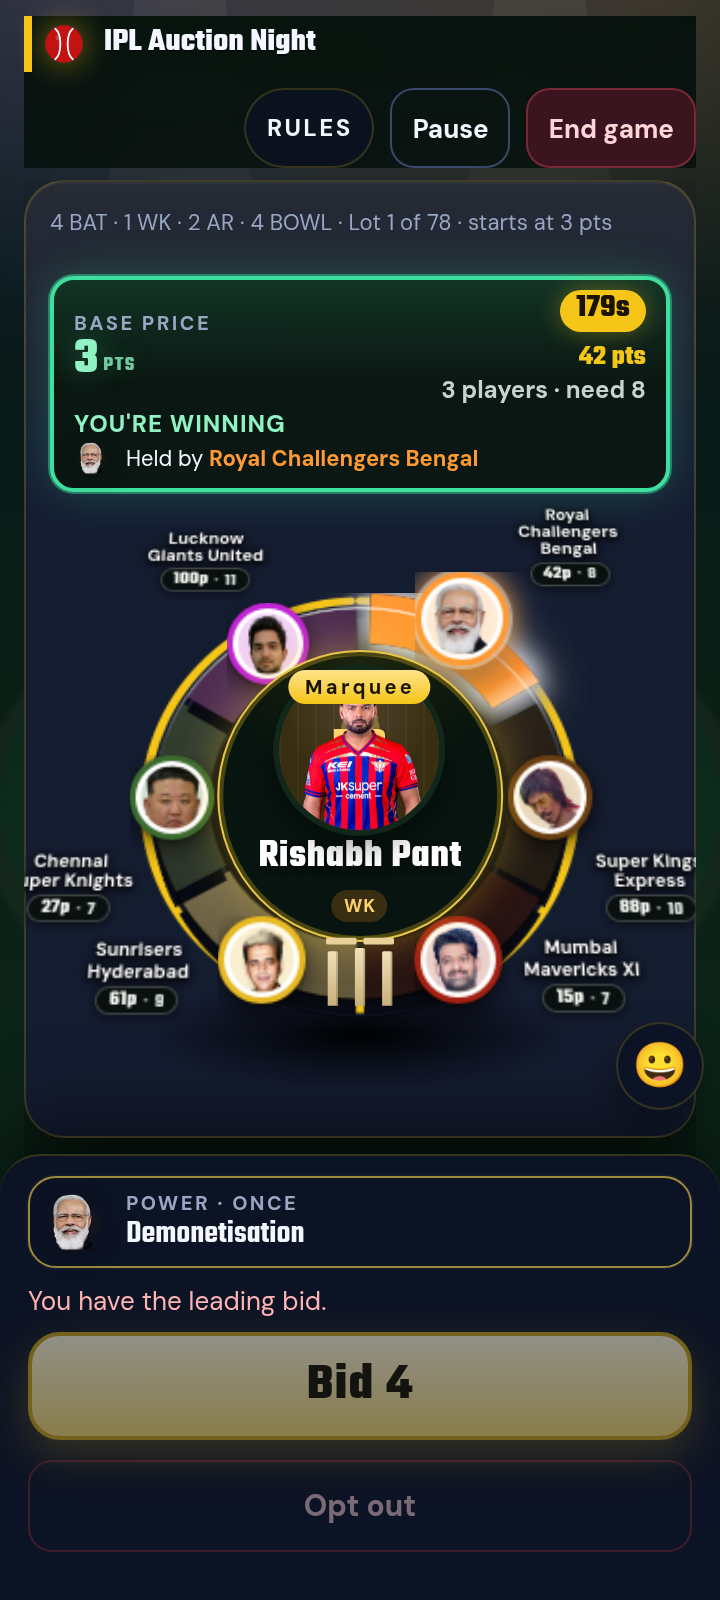 IPL Auction Night
RULES
Pause
End game
4 BAT · 1 WK · 2 AR · 4 BOWL · Lot 1 of 78 · starts at 3 pts
179s
BASE PRICE
3 PTS
42 pts
3 players · need 8
YOU'RE WINNING
Held by Royal Challengers Bengal
Royal
Challengers
Bengal
42p · 8
Lucknow
Giants United
100p · 11
Marquee
KEI
JKsuper
cement
Rishabh Pant
WK
Chennai
uper Knights
27p · 7
Super Kings
Express
88p · 10
Sunrisers
Hyderabad
61p · 9
Mumbai
Mavericks XI
15p · 7
POWER · ONCE
Demonetisation
You have the leading bid.
Bid 4
Opt out